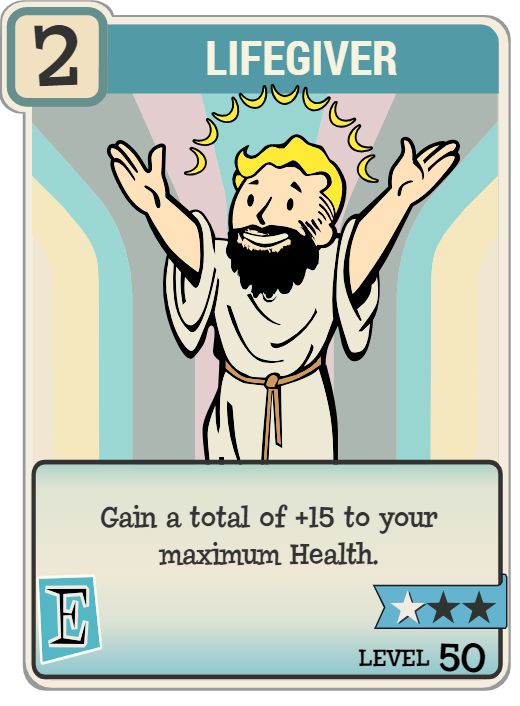 2
LIFEGIVER
Gain a total of +15 to your
maximum Health.
E
LEVEL 50